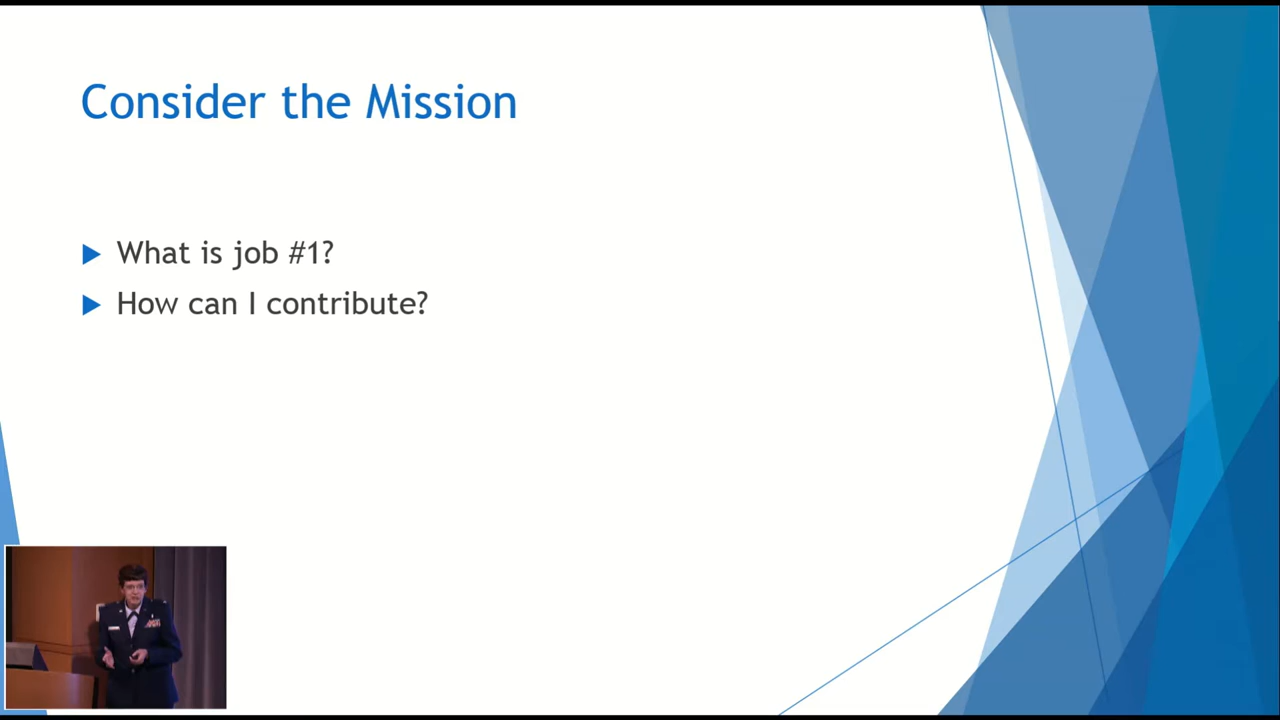 Consider the Mission
What is job #1?
How can I contribute?